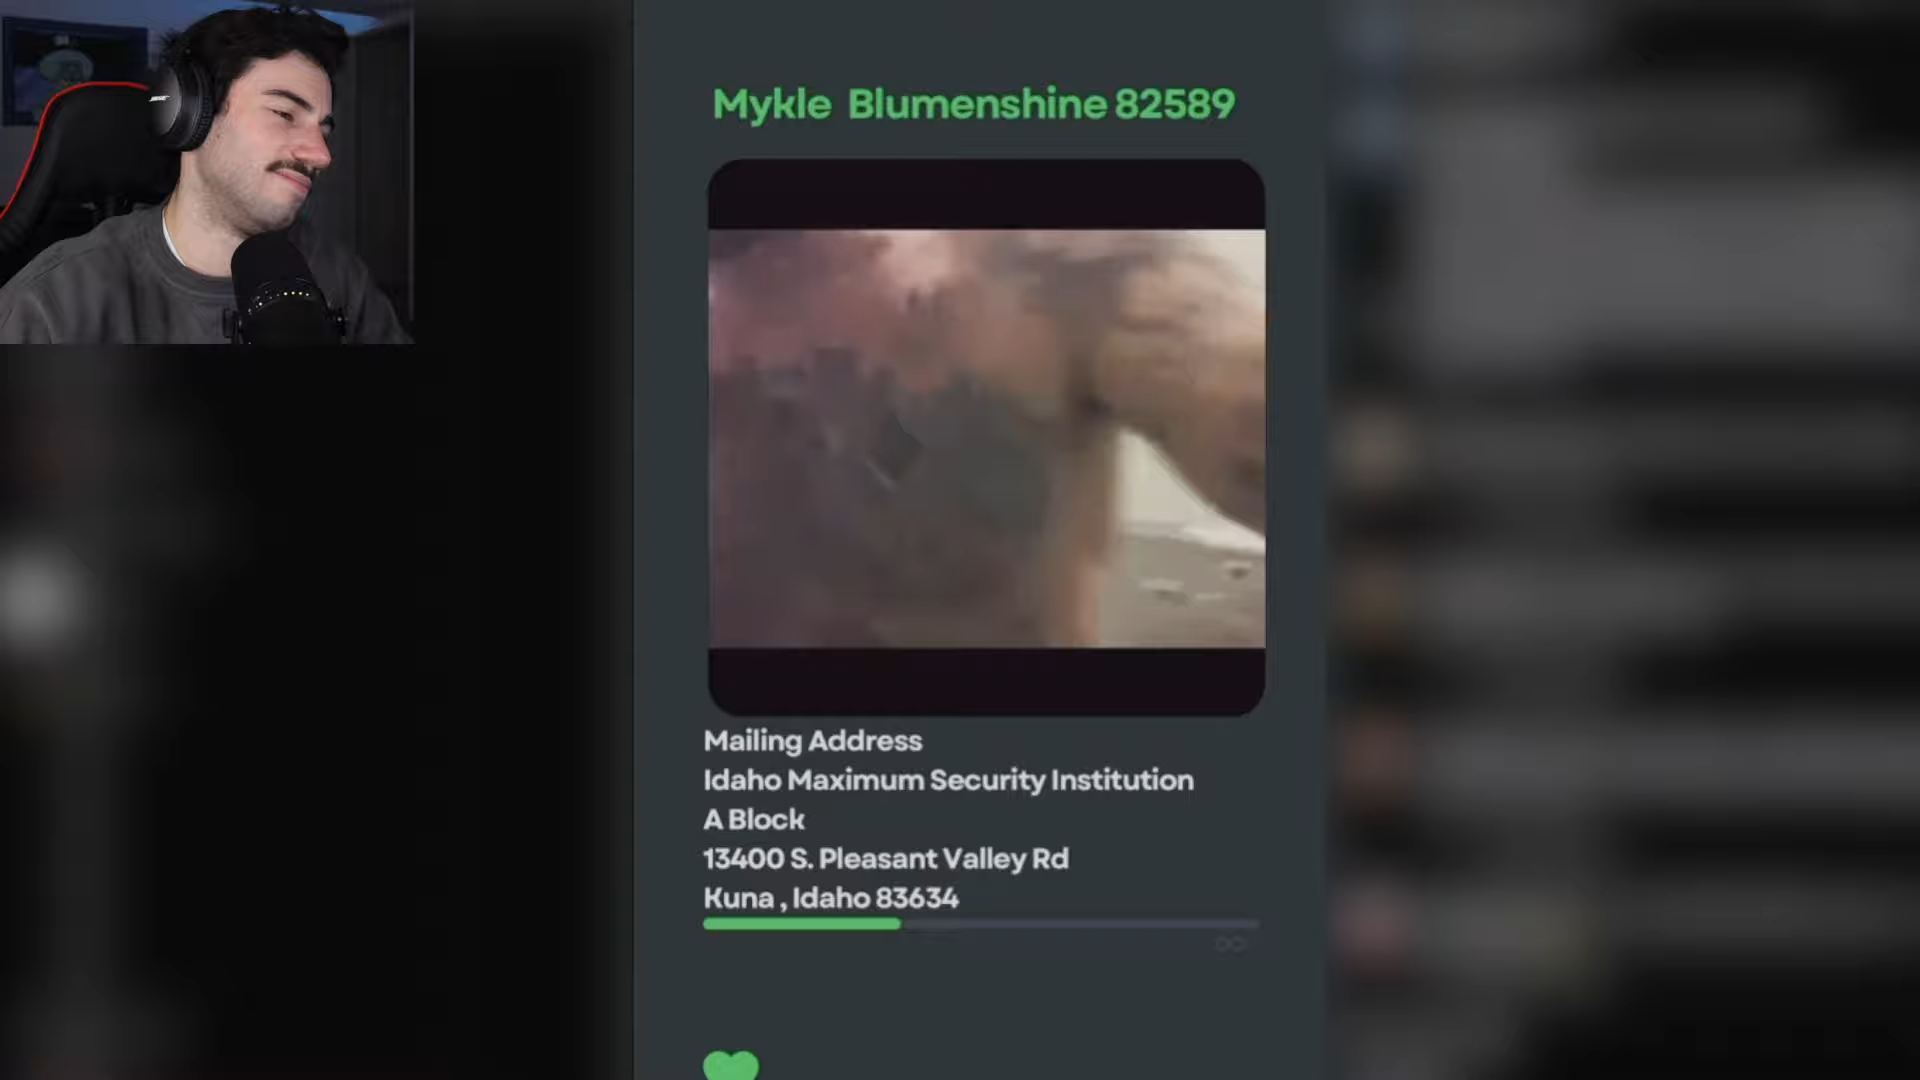 Mykle Blumenshine 82589
Mailing Address
Idaho Maximum Security Institution
A Block
13400 S. Pleasant Valley Rd
Kuna , Idaho 83634